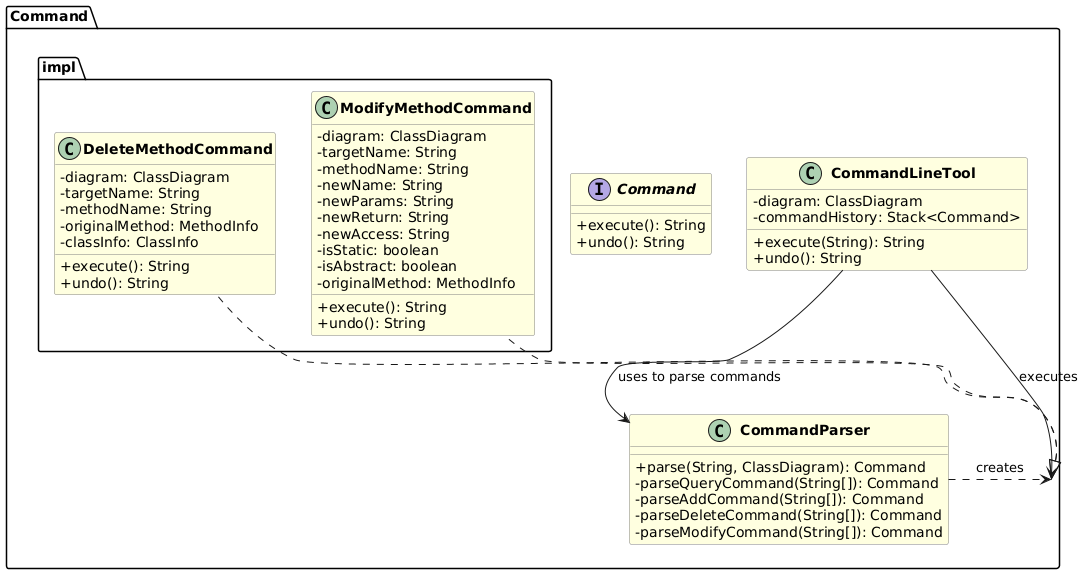 Command
impl
DeleteMethodCommand
-diagram: ClassDiagram
-targetName: String
-methodName: String
-originalMethod: MethodInfo
-classInfo: ClassInfo
+execute(): String
+undo(): String
ModifyMethodCommand
-diagram: ClassDiagram
-targetName: String
-methodName: String
-newName: String
-newParams: String
-newReturn: String
-newAccess: String
-isStatic: boolean
-isAbstract: boolean
-originalMethod: MethodInfo
+execute(): String
+undo(): String
Command
+execute(): String
+undo(): String
CommandLineTool
-diagram: ClassDiagram
-commandHistory: Stack<Command>
+execute(String): String
+undo(): String
uses to parse commands
executes
CommandParser
+parse(String, ClassDiagram): Command
-parseQueryCommand(String[]): Command
-parseAddCommand(String[]): Command
-parseDeleteCommand(String[]): Command
-parseModifyCommand(String[]): Command
creates
C
C
I
C
C